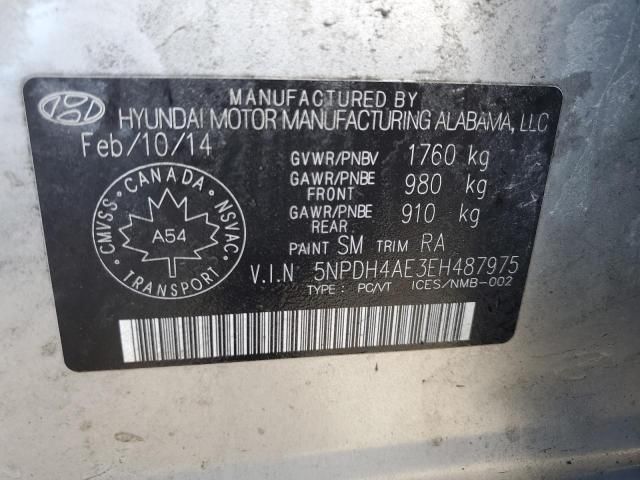 MANUFACTURED BY
HYUNDAI MOTOR MANUFACTURING ALABAMA, LLC
Feb/10/14
GVWR/PNBV 1760 kg
GAWR/PNBE FRONT 980 kg
GAWR/PNBE REAR 910 kg
PAINT SM TRIM RA
V.I.N 5NPDH4AE3EH487975
TYPE: PC/VT ICES/NMB-002
CANADA
CMVSS
NSVAC
A54
TRANSPORT